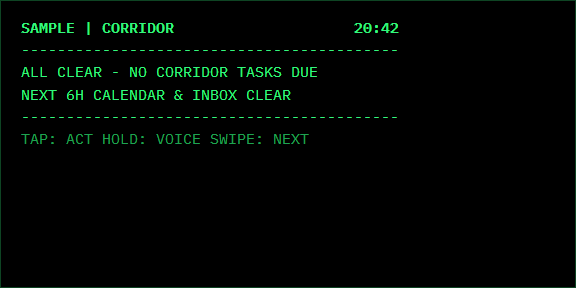 SAMPLE | CORRIDOR 20:42
------------------------------------------
ALL CLEAR - NO CORRIDOR TASKS DUE
NEXT 6H CALENDAR & INBOX CLEAR
------------------------------------------
TAP: ACT HOLD: VOICE SWIPE: NEXT